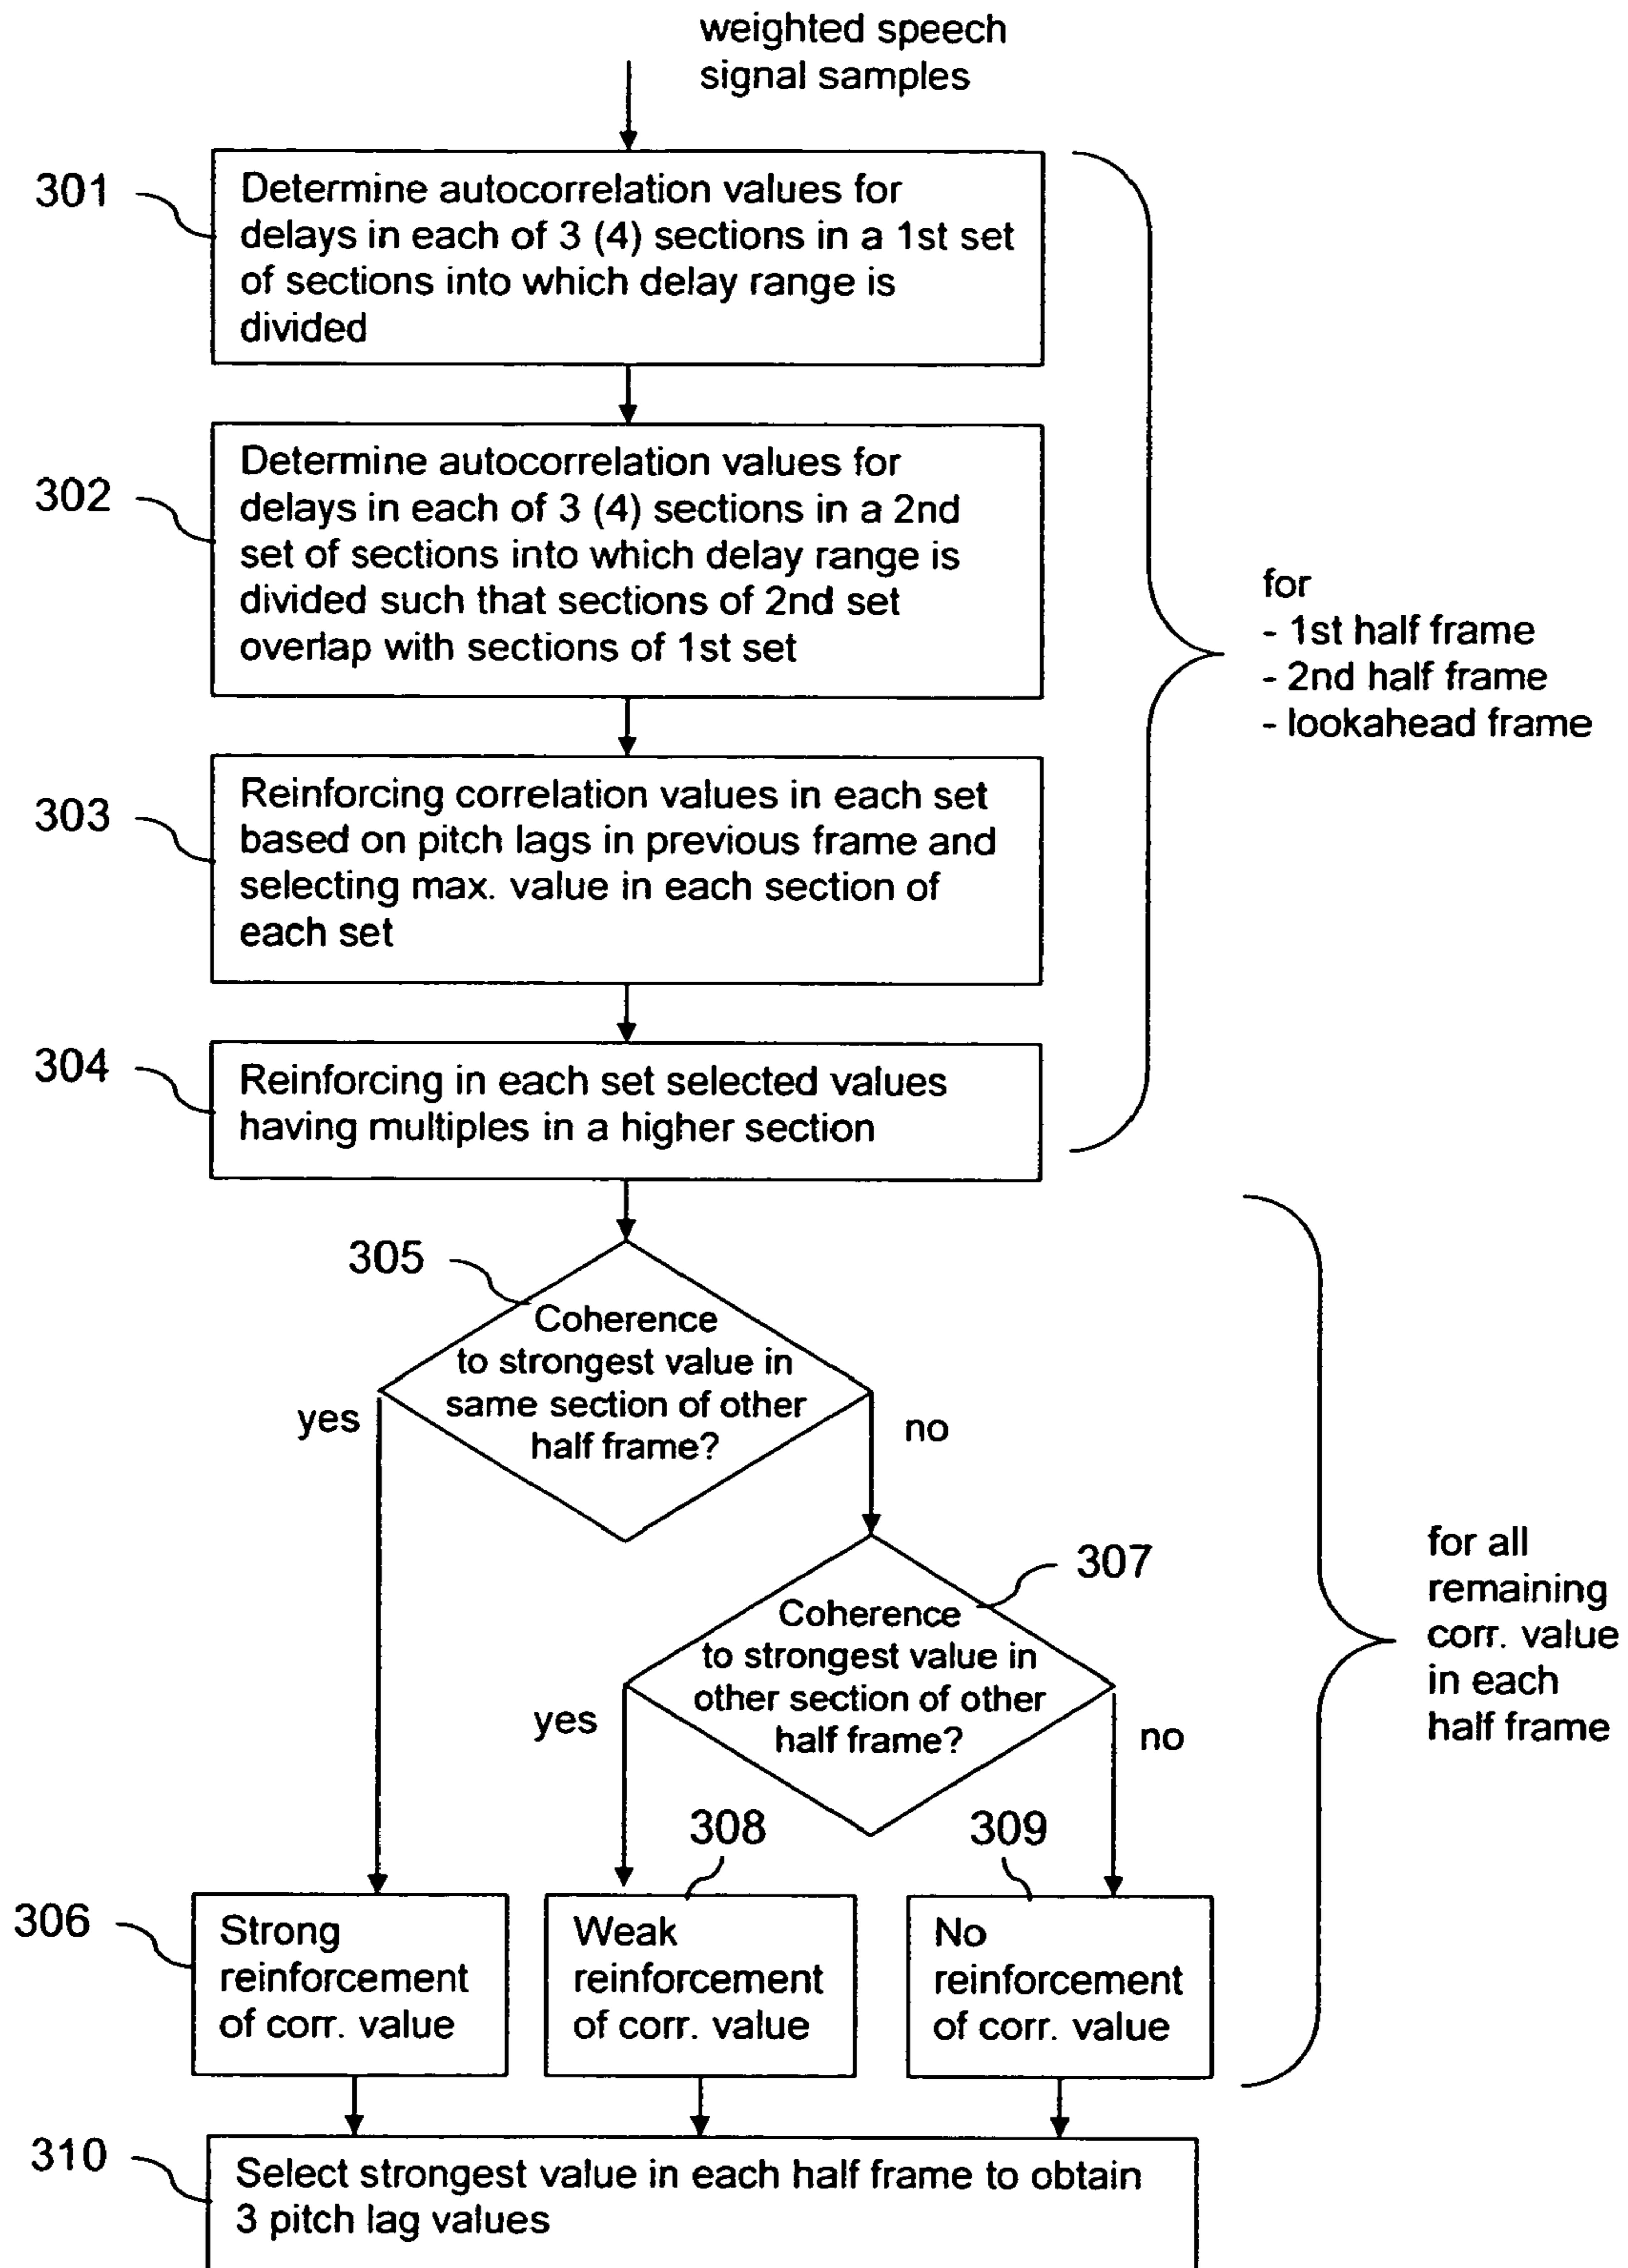 weighted speech
signal samples
301
Determine autocorrelation values for
delays in each of 3 (4) sections in a 1st set
of sections into which delay range is
divided
302
Determine autocorrelation values for
delays in each of 3 (4) sections in a 2nd
set of sections into which delay range is
divided such that sections of 2nd set
overlap with sections of 1st set
for
- 1st half frame
- 2nd half frame
- lookahead frame
303
Reinforcing correlation values in each set
based on pitch lags in previous frame and
selecting max. value in each section of
each set
304
Reinforcing in each set selected values
having multiples in a higher section
305
Coherence
to strongest value in
same section of other
half frame?
yes
no
307
Coherence
to strongest value in
other section of other
half frame?
yes
no
for all
remaining
corr. value
in each
half frame
306
Strong
reinforcement
of corr. value
308
Weak
reinforcement
of corr. value
309
No
reinforcement
of corr. value
310
Select strongest value in each half frame to obtain
3 pitch lag values